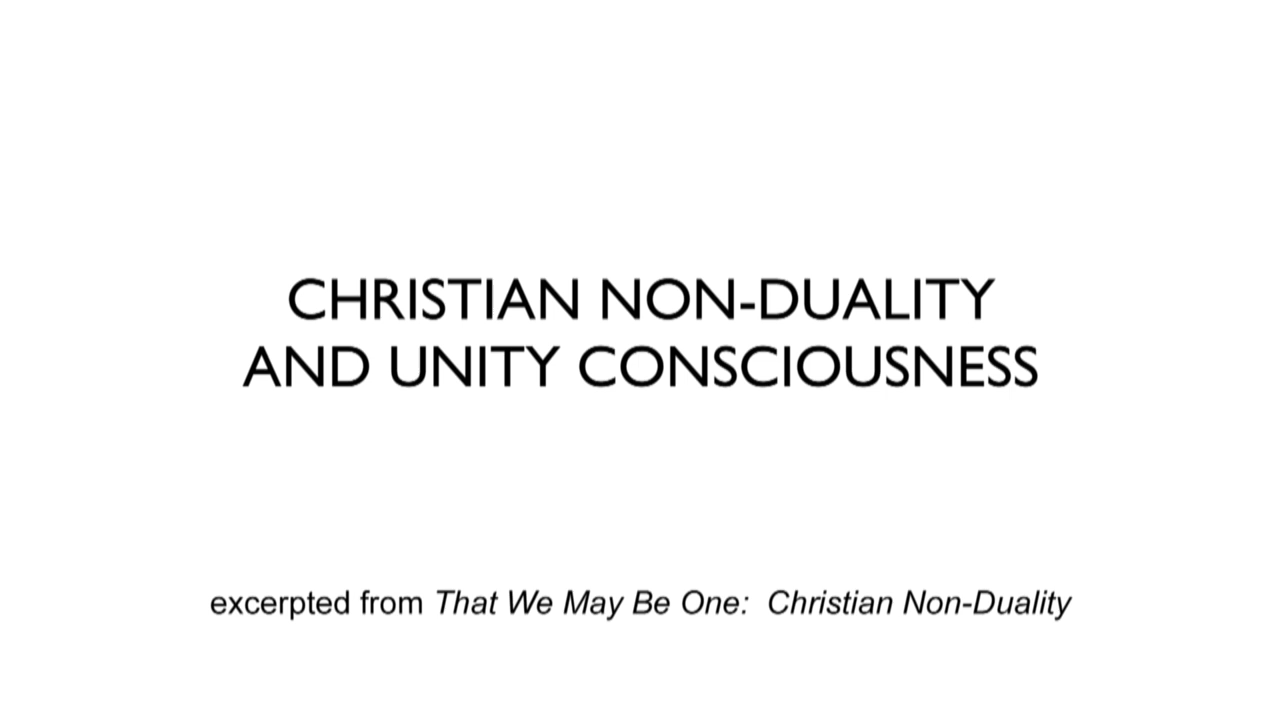 CHRISTIAN NON-DUALITY
AND UNITY CONSCIOUSNESS
excerpted from That We May Be One:  Christian Non-Duality